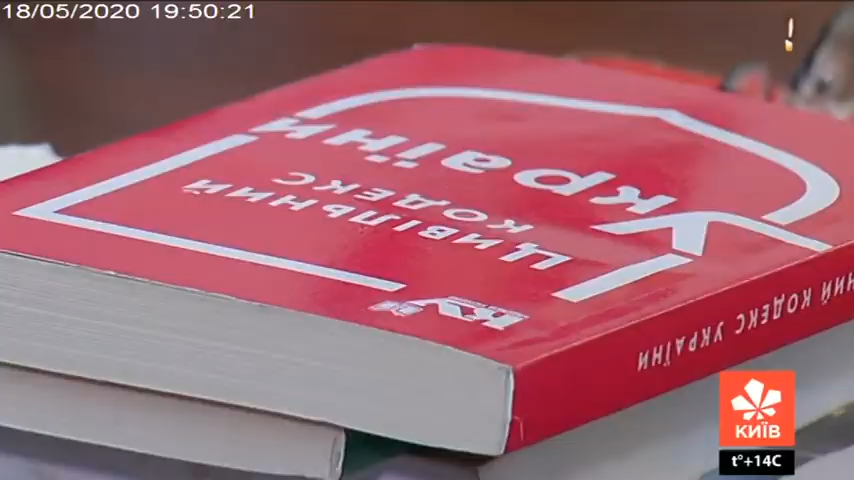 18/05/2020 19:50:21
!
ЦИВІЛЬНИЙ
КОДЕКС
України
НИЙ КОДЕКС УКРАЇНИ
КИЇВ
t°+14C